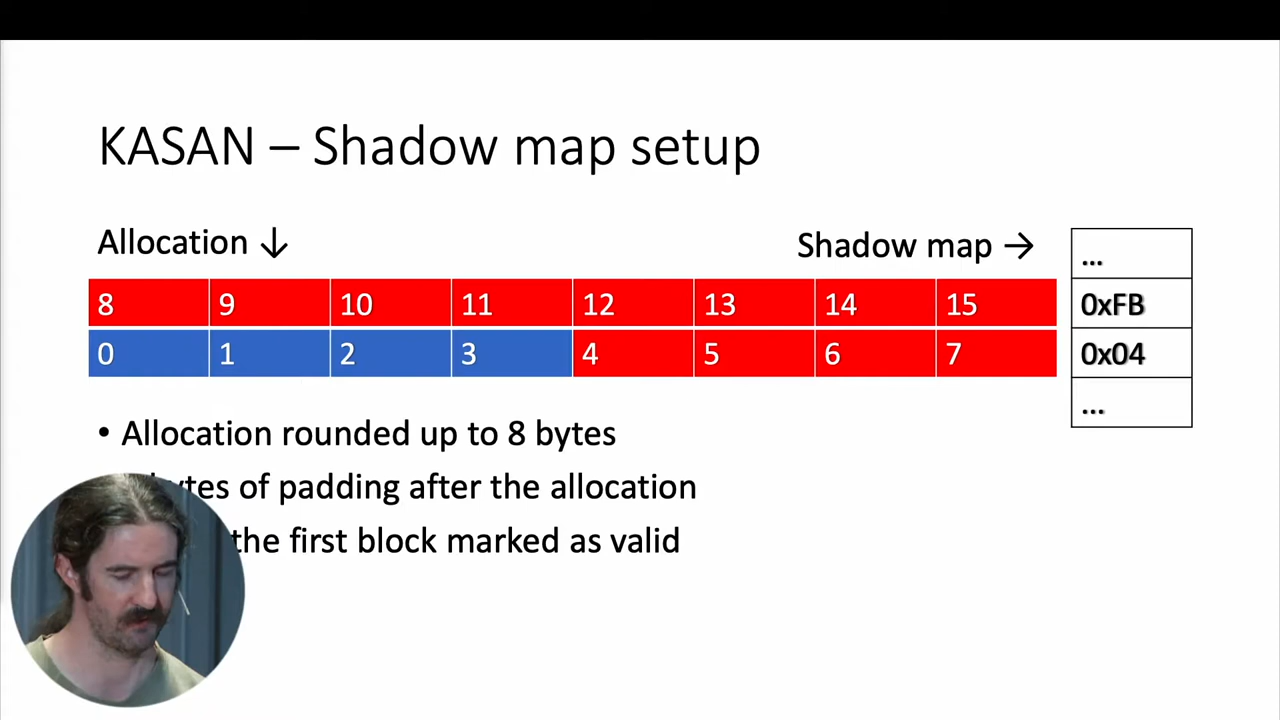 KASAN – Shadow map setup
Allocation ↓
Shadow map →
...
8 9 10 11 12 13 14 15
0xFB
0 1 2 3 4 5 6 7
0x04
...
• Allocation rounded up to 8 bytes
of padding after the allocation
the first block marked as valid